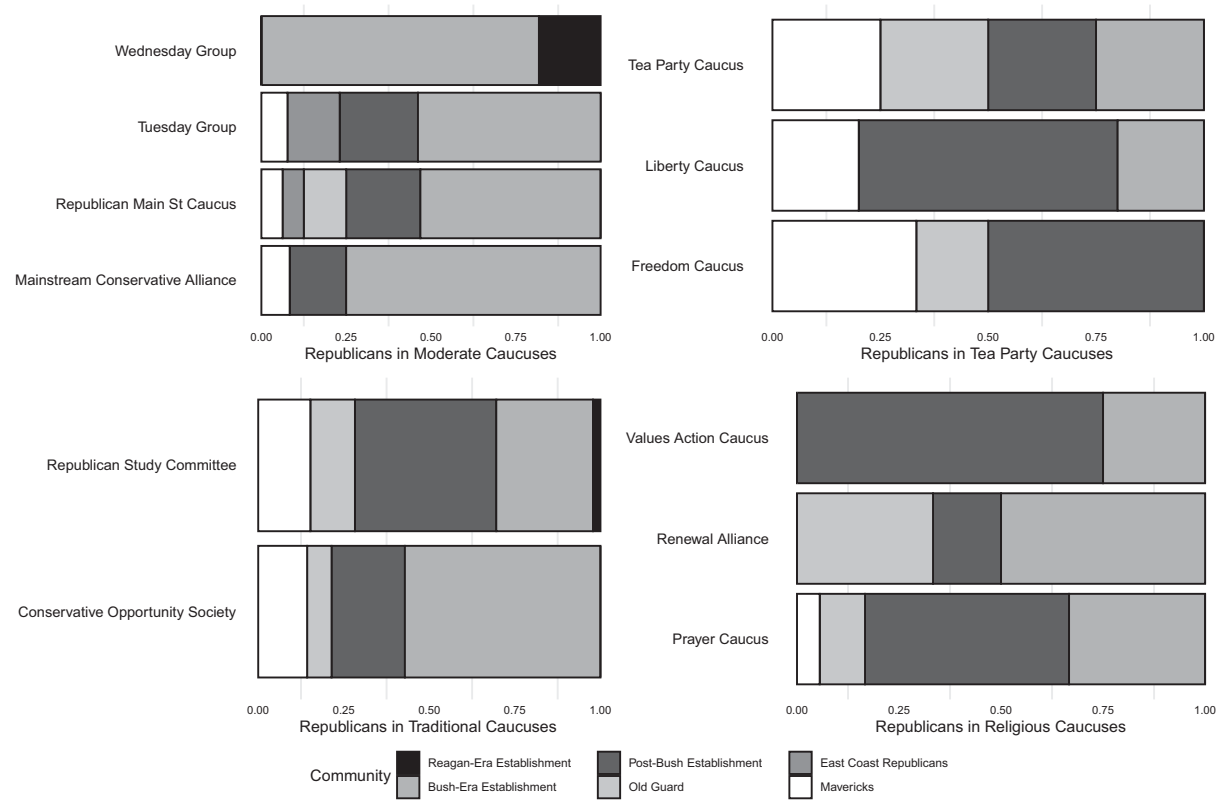 Wednesday Group
Tuesday Group
Republican Main St Caucus
Mainstream Conservative Alliance
0.00 0.25 0.50 0.75 1.00
Republicans in Moderate Caucuses
Tea Party Caucus
Liberty Caucus
Freedom Caucus
0.00 0.25 0.50 0.75 1.00
Republicans in Tea Party Caucuses
Republican Study Committee
Conservative Opportunity Society
0.00 0.25 0.50 0.75 1.00
Republicans in Traditional Caucuses
Values Action Caucus
Renewal Alliance
Prayer Caucus
0.00 0.25 0.50 0.75 1.00
Republicans in Religious Caucuses
Community
Reagan-Era Establishment
Bush-Era Establishment
Post-Bush Establishment
Old Guard
East Coast Republicans
Mavericks